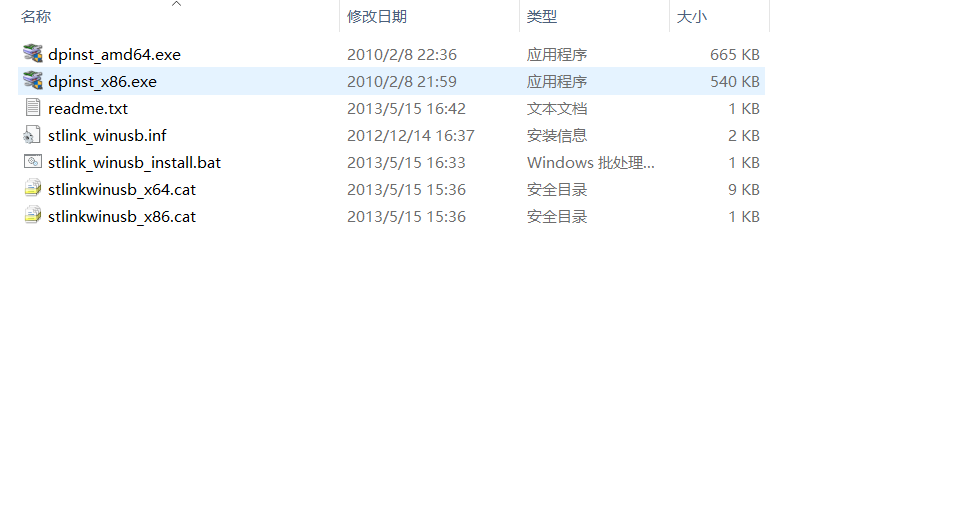 名称 修改日期 类型 大小
dpinst_amd64.exe 2010/2/8 22:36 应用程序 665 KB
dpinst_x86.exe 2010/2/8 21:59 应用程序 540 KB
readme.txt 2013/5/15 16:42 文本文档 1 KB
stlink_winusb.inf 2012/12/14 16:37 安装信息 2 KB
stlink_winusb_install.bat 2013/5/15 16:33 Windows 批处理... 1 KB
stlinkwinusb_x64.cat 2013/5/15 15:36 安全目录 9 KB
stlinkwinusb_x86.cat 2013/5/15 15:36 安全目录 1 KB